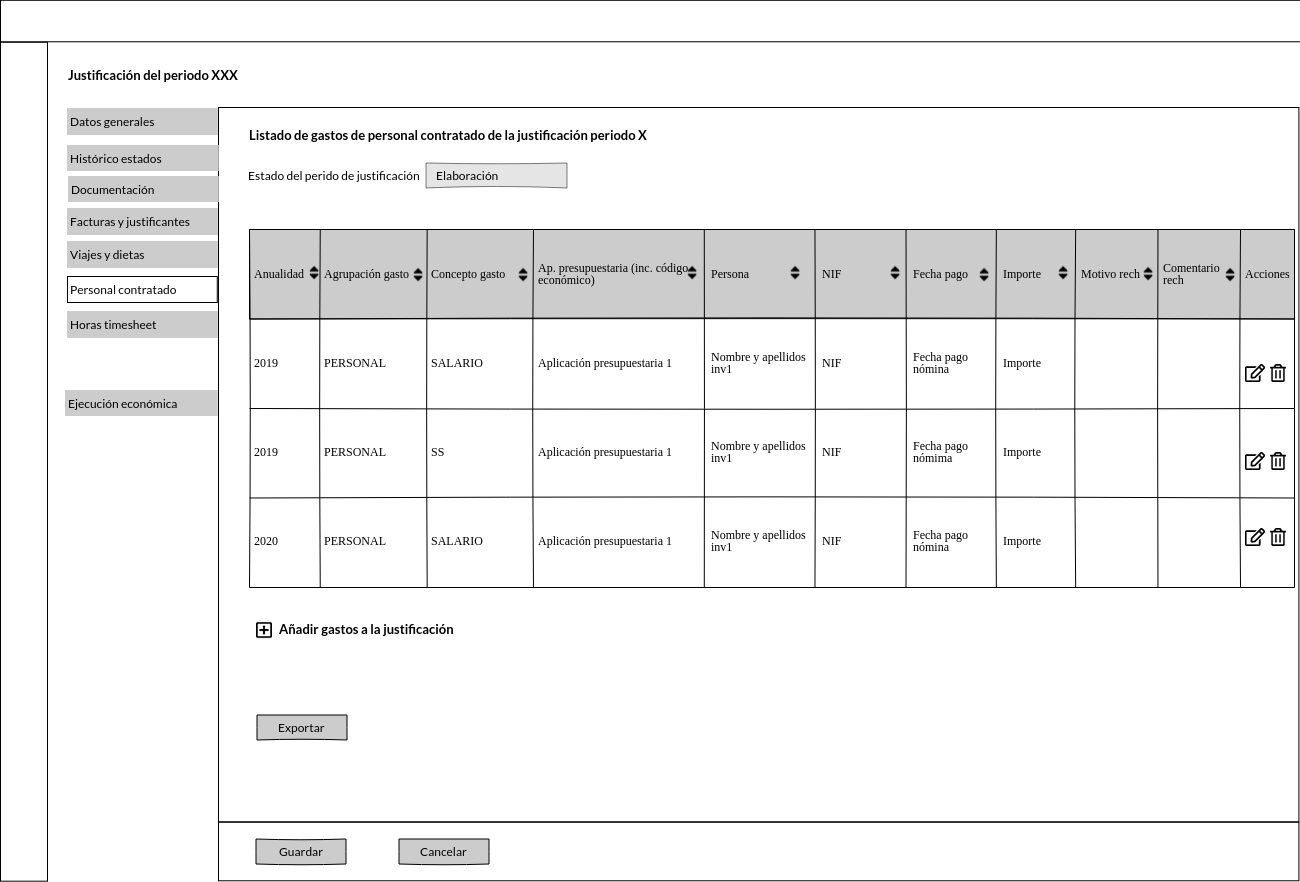 Justificación del periodo XXX
Datos generales
Histórico estados
Documentación
Facturas y justificantes
Viajes y dietas
Personal contratado
Horas timesheet
Ejecución económica
Listado de gastos de personal contratado de la justificación periodo X
Estado del perido de justificación Elaboración
Anualidad Agrupación gasto Concepto gasto Ap. presupuestaria (inc. código económico) Persona NIF Fecha pago Importe Motivo rech Comentario rech Acciones
2019 PERSONAL SALARIO Aplicación presupuestaria 1 Nombre y apellidos inv1 NIF Fecha pago nómina Importe
2019 PERSONAL SS Aplicación presupuestaria 1 Nombre y apellidos inv1 NIF Fecha pago nómima Importe
2020 PERSONAL SALARIO Aplicación presupuestaria 1 Nombre y apellidos inv1 NIF Fecha pago nómina Importe
Añadir gastos a la justificación
Exportar
Guardar Cancelar